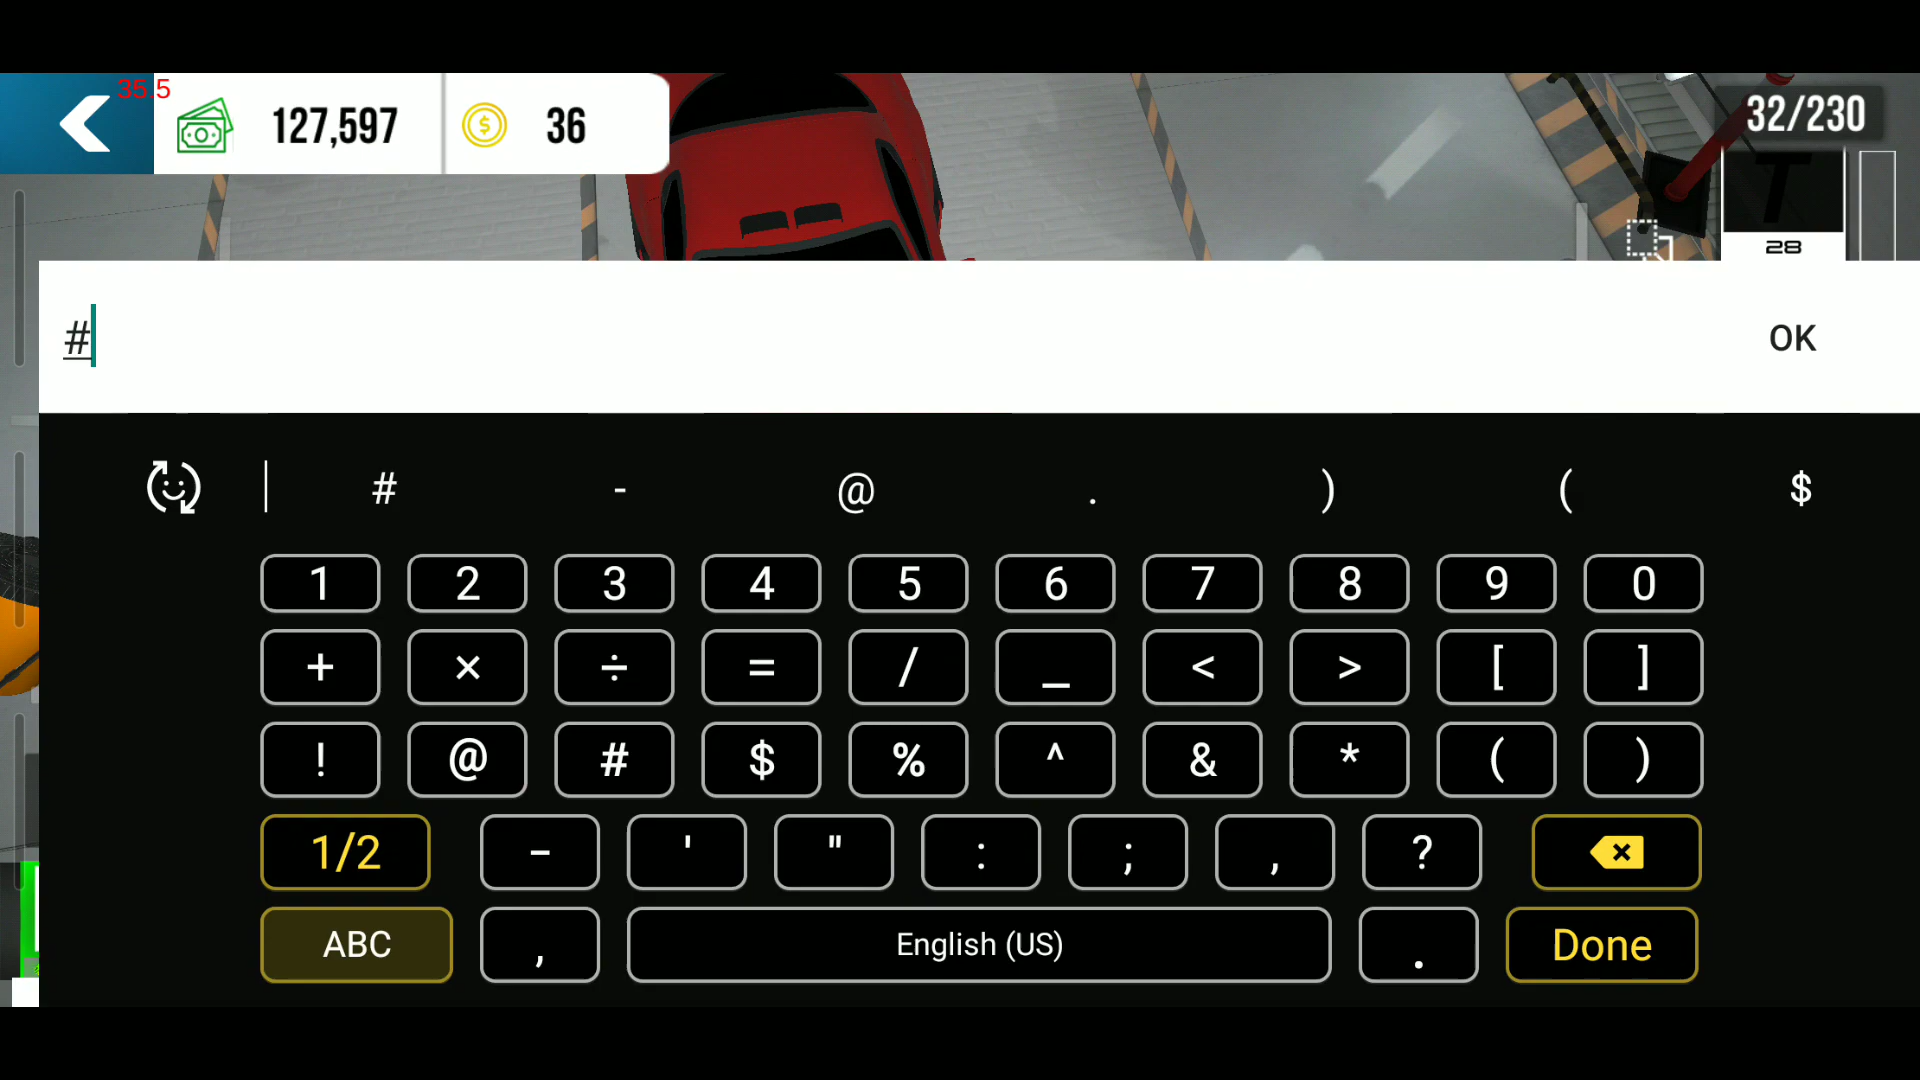 35.5
127,597
36
32/230
T
28
#
OK
# - @ . ) ( $
1 2 3 4 5 6 7 8 9 0
+ × ÷ = / _ < > [ ]
! @ # $ % ^ & * ( )
1/2 - ' " : ; , ?
ABC , English (US) . Done